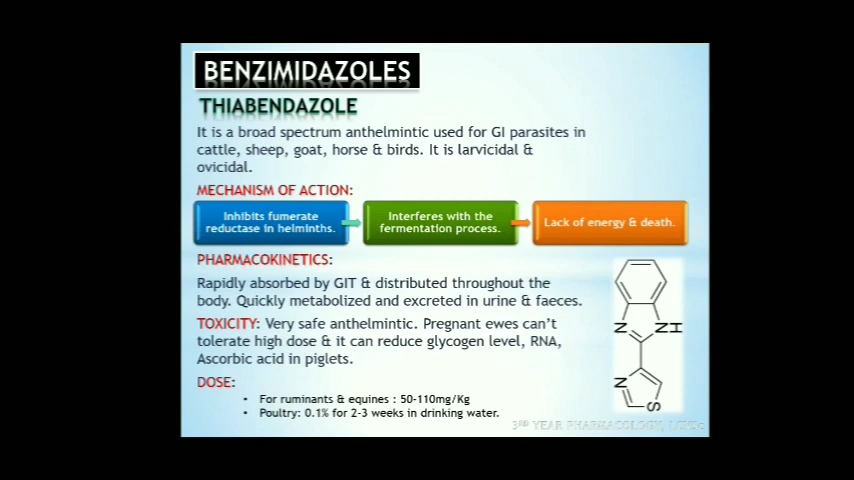 BENZIMIDAZOLES
THIABENDAZOLE
It is a broad spectrum anthelmintic used for GI parasites in
cattle, sheep, goat, horse & birds. It is larvicidal &
ovicidal.
MECHANISM OF ACTION:
Inhibits fumerate
reductase in helminths.
Interferes with the
fermentation process.
Lack of energy & death.
PHARMACOKINETICS:
Rapidly absorbed by GIT & distributed throughout the
body. Quickly metabolized and excreted in urine & faeces.
TOXICITY: Very safe anthelmintic. Pregnant ewes can't
tolerate high dose & it can reduce glycogen level, RNA,
Ascorbic acid in piglets.
DOSE:
• For ruminants & equines : 50-110mg/Kg
• Poultry: 0.1% for 2-3 weeks in drinking water.
N
NH
N
S
3RD YEAR PHARMACOLOGY,